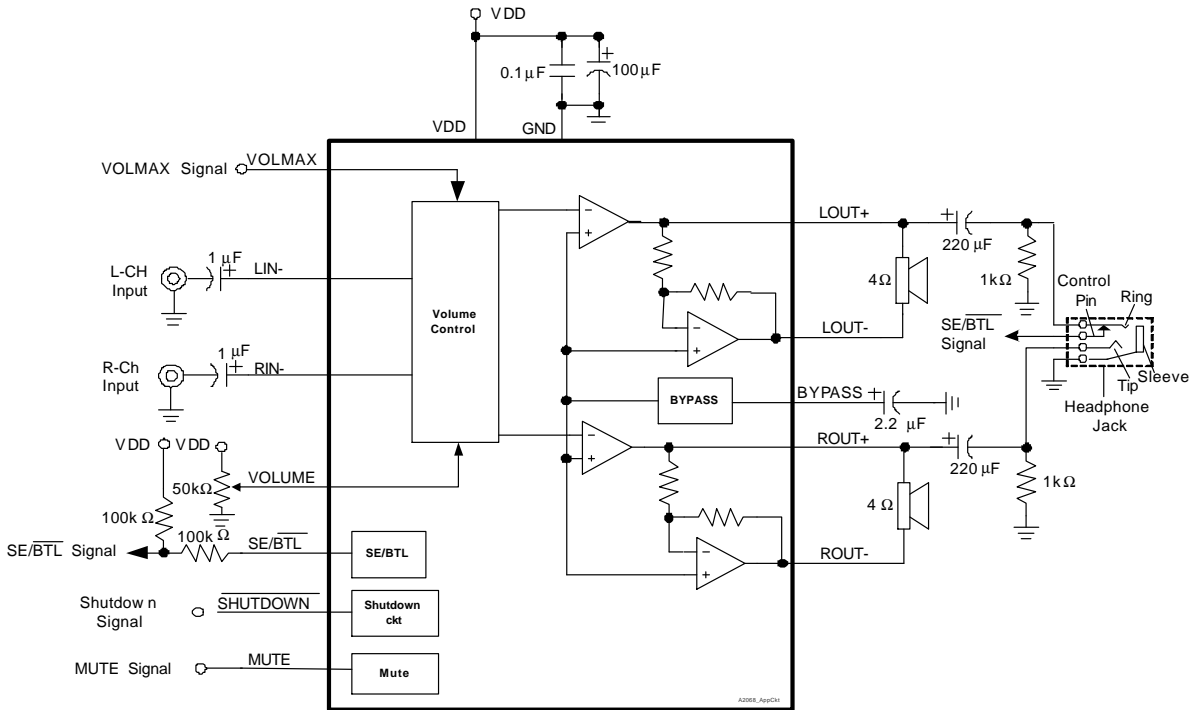 VDD
0.1μF
100μF
VDD
GND
VOLMAX Signal
VOLMAX
LOUT+
220 μF
1 μF
L-CH
Input
LIN-
4Ω
1kΩ
Control
Pin
Ring
Volume
Control
LOUT-
SE/BTL
Signal
1 μF
R-Ch
Input
RIN-
Tip
Sleeve
BYPASS
BYPASS
2.2 μF
Headphone
Jack
VDD
VDD
ROUT+
220 μF
50kΩ
VOLUME
1kΩ
4 Ω
100k Ω
100k Ω
SE/BTL Signal
SE/BTL
SE/BTL
ROUT-
Shutdown
Signal
SHUTDOWN
Shutdown
ckt
MUTE Signal
MUTE
Mute
A2068_AppCkt